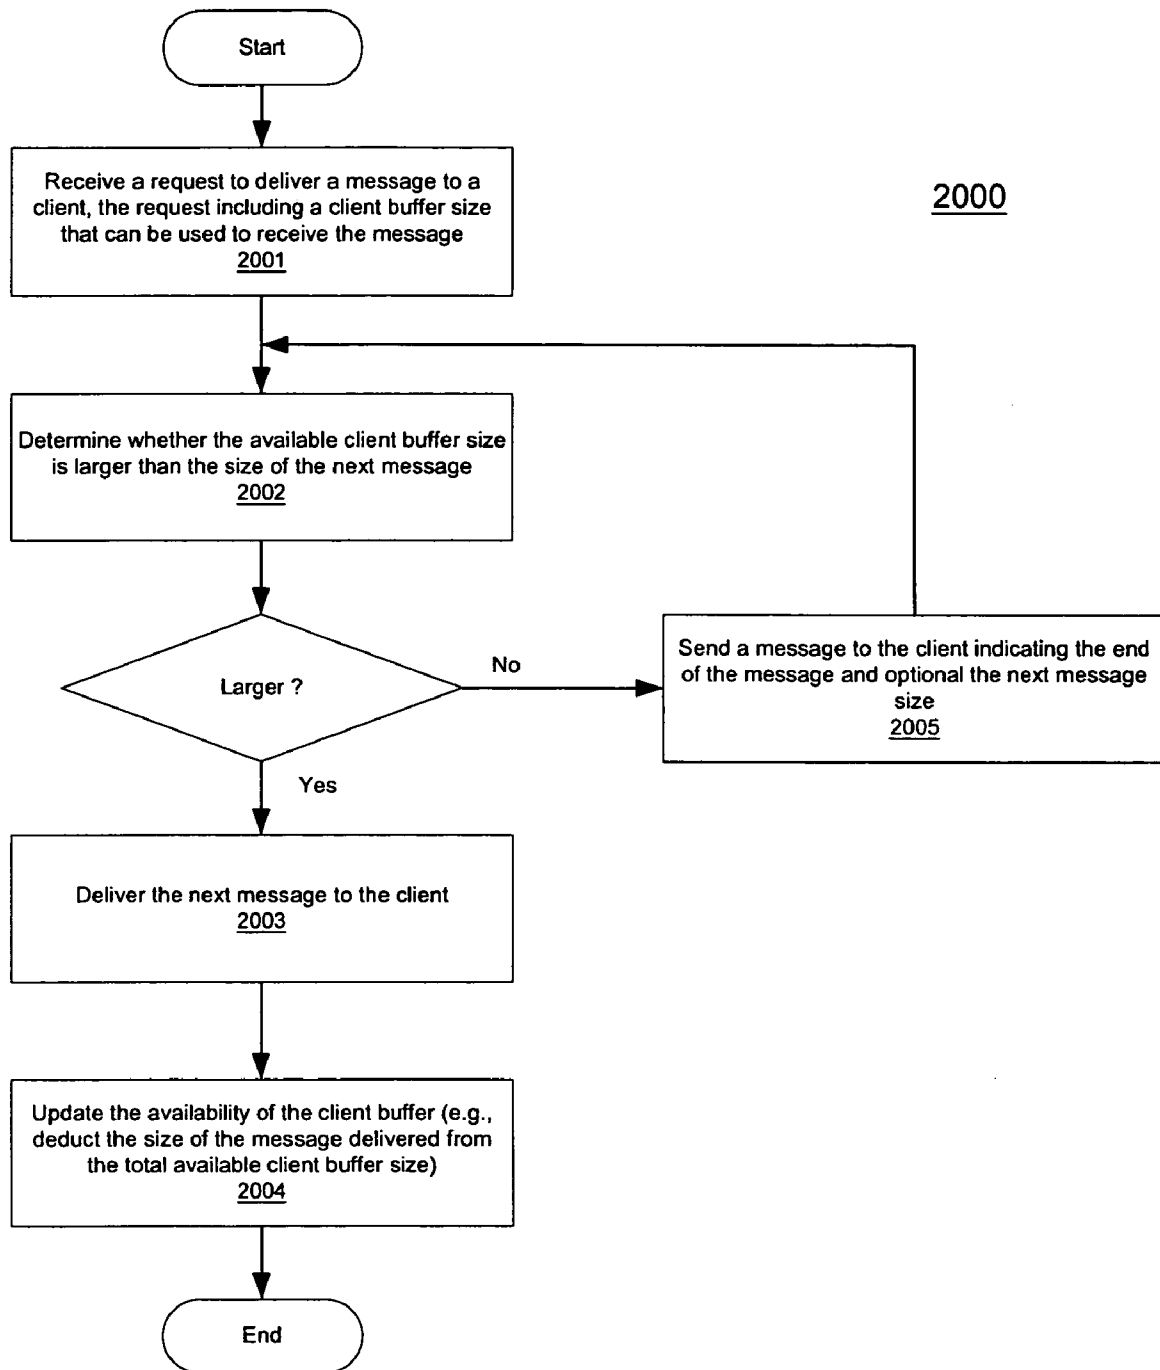 Start
Receive a request to deliver a message to a
client, the request including a client buffer size
that can be used to receive the message
2001
2000
Determine whether the available client buffer size
is larger than the size of the next message
2002
Larger ?
No
Send a message to the client indicating the end
of the message and optional the next message
size
2005
Yes
Deliver the next message to the client
2003
Update the availability of the client buffer (e.g.,
deduct the size of the message delivered from
the total available client buffer size)
2004
End